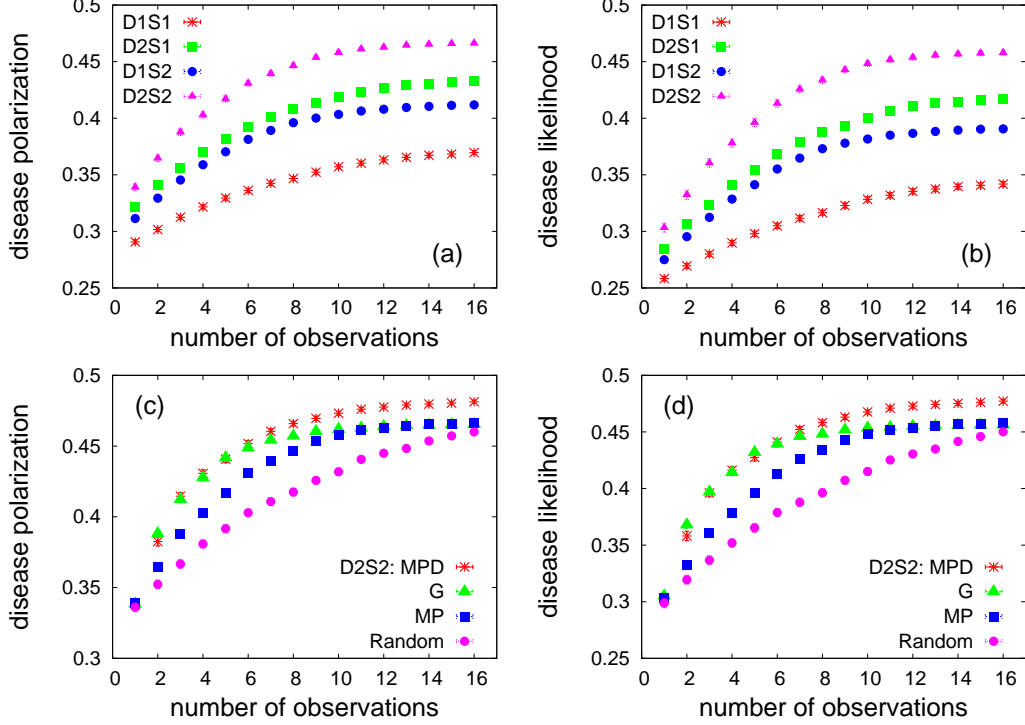 disease polarization
0.5
0.45
0.4
0.35
0.3
0.25
D1S1
D2S1
D1S2
D2S2
(a)
0 2 4 6 8 10 12 14 16
number of observations
disease likelihood
0.5
0.45
0.4
0.35
0.3
0.25
D1S1
D2S1
D1S2
D2S2
(b)
0 2 4 6 8 10 12 14 16
number of observations
disease polarization
0.5
0.45
0.4
0.35
0.3
(c)
D2S2: MPD
G
MP
Random
0 2 4 6 8 10 12 14 16
number of observations
disease likelihood
0.5
0.45
0.4
0.35
0.3
0.25
(d)
D2S2: MPD
G
MP
Random
0 2 4 6 8 10 12 14 16
number of observations